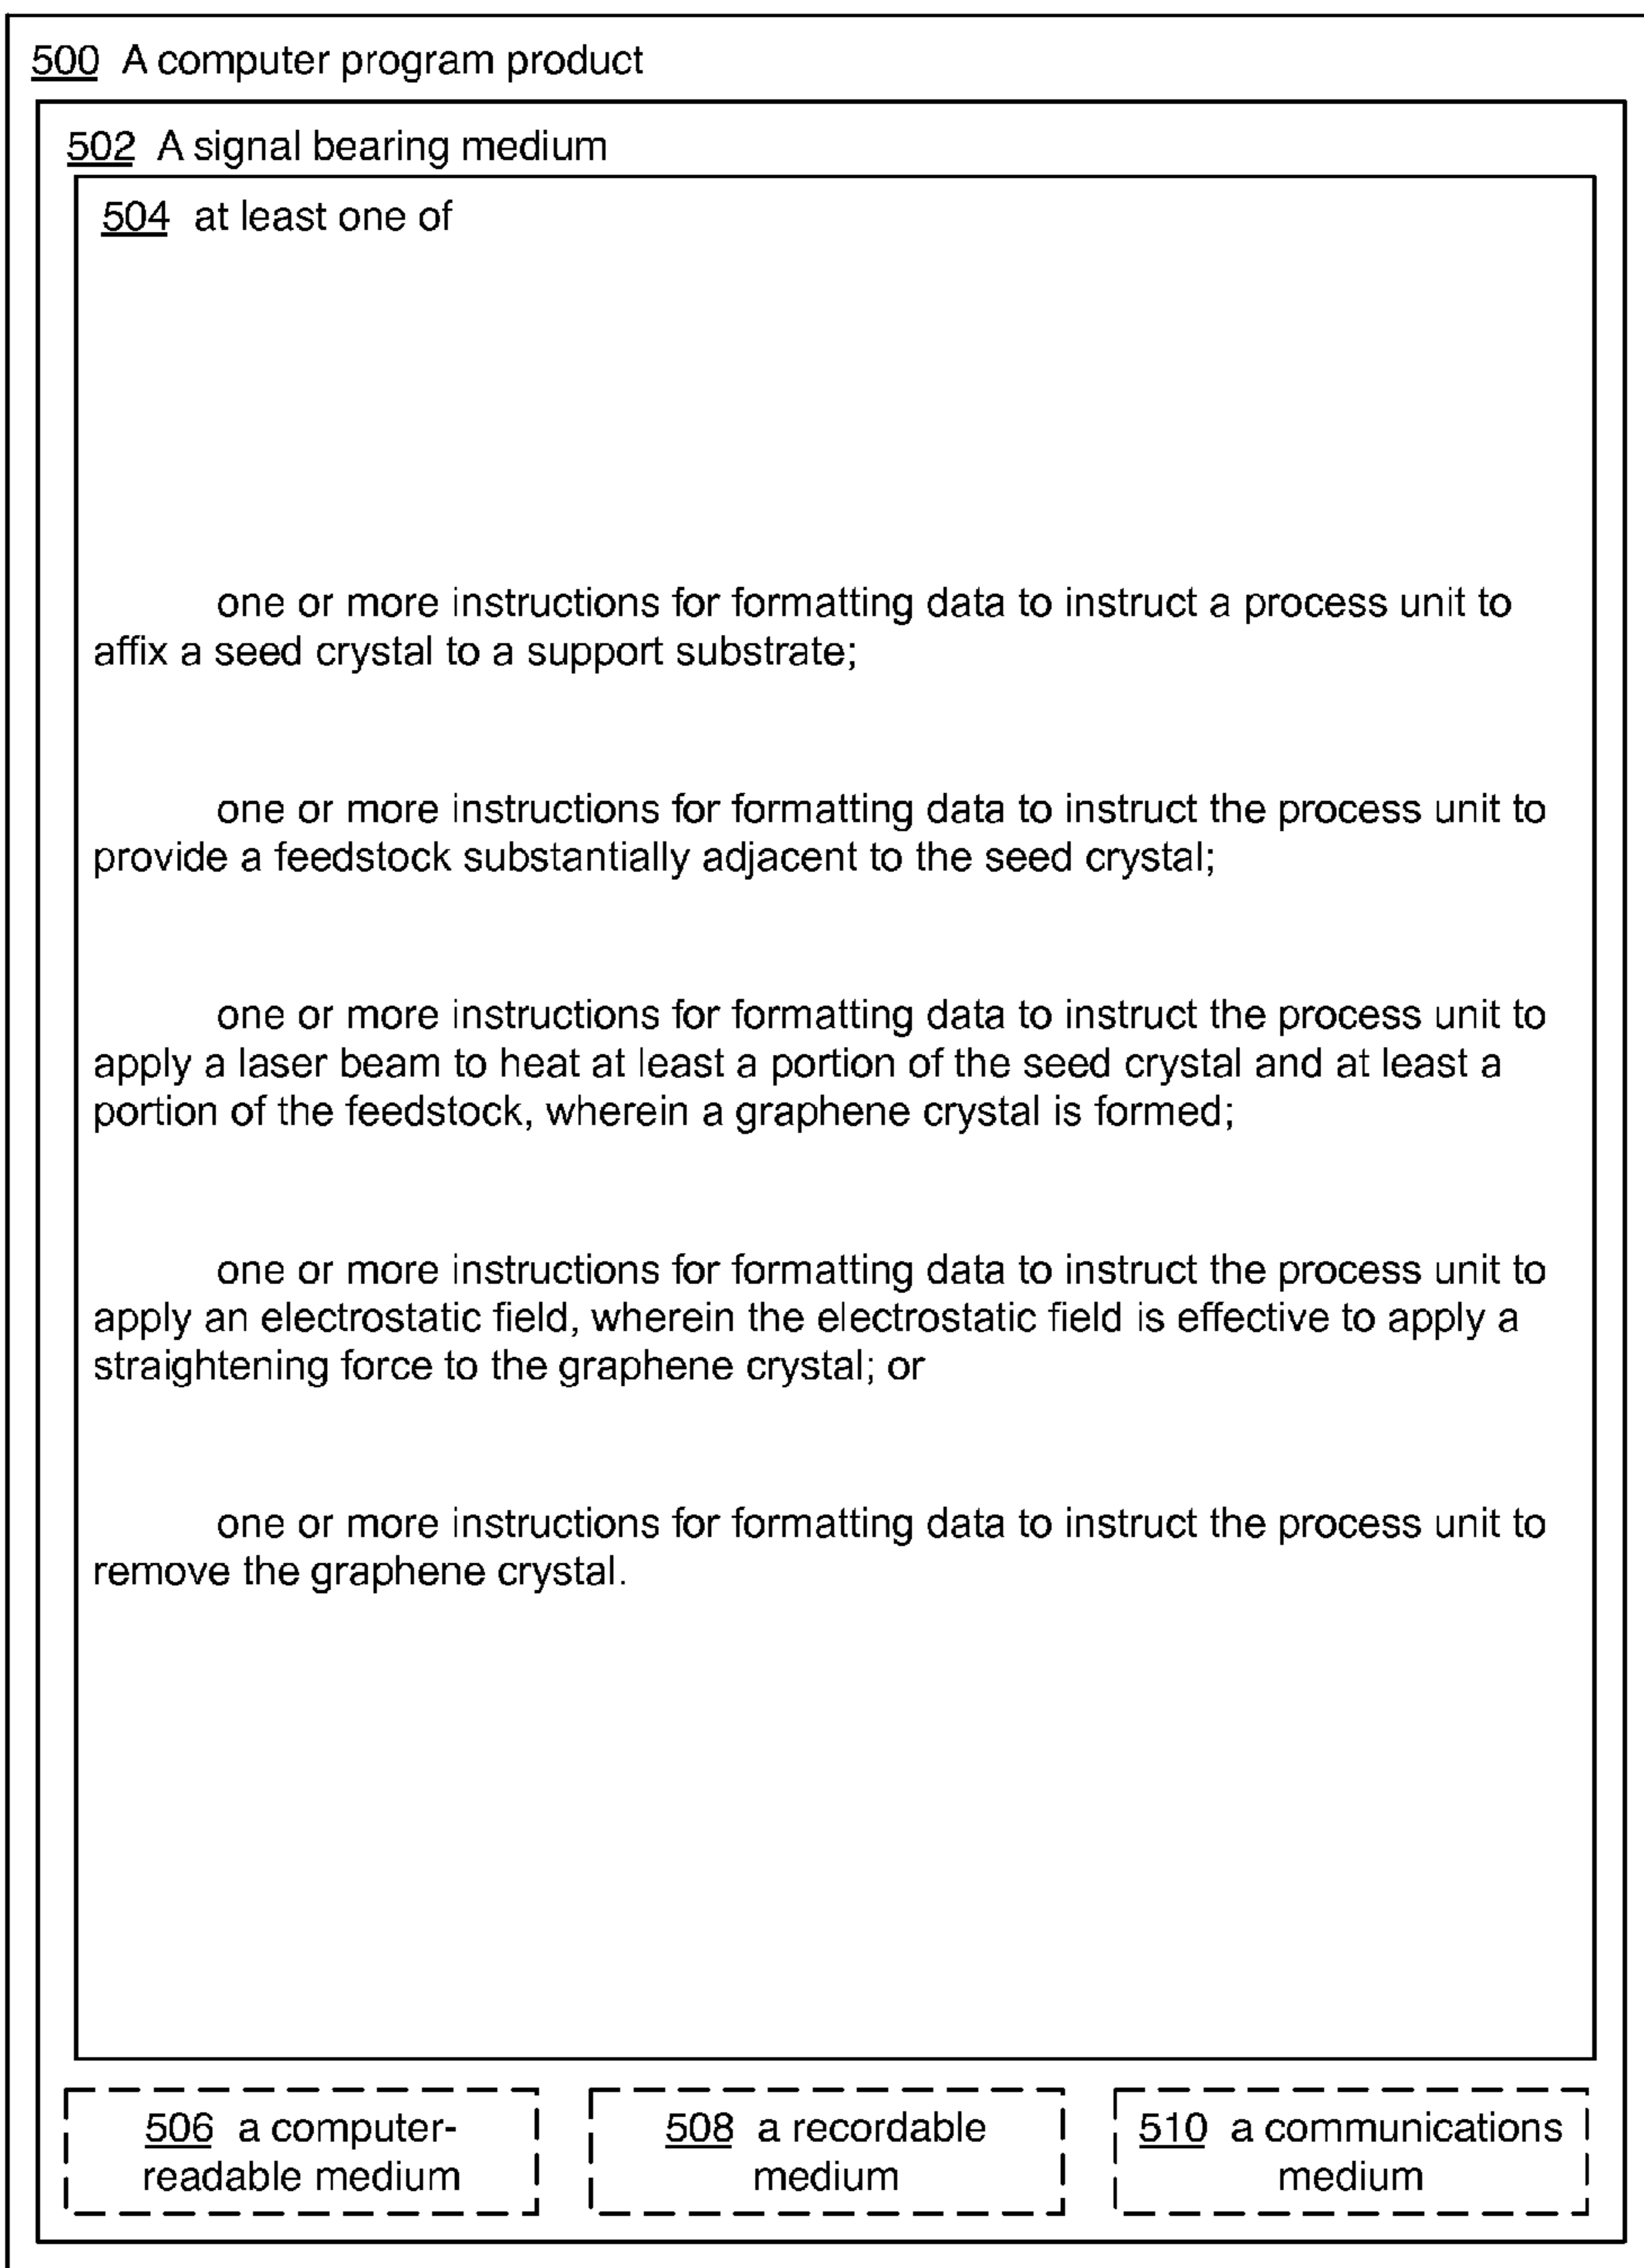 500 A computer program product
502 A signal bearing medium
504 at least one of
one or more instructions for formatting data to instruct a process unit to
affix a seed crystal to a support substrate;
one or more instructions for formatting data to instruct the process unit to
provide a feedstock substantially adjacent to the seed crystal;
one or more instructions for formatting data to instruct the process unit to
apply a laser beam to heat at least a portion of the seed crystal and at least a
portion of the feedstock, wherein a graphene crystal is formed;
one or more instructions for formatting data to instruct the process unit to
apply an electrostatic field, wherein the electrostatic field is effective to apply a
straightening force to the graphene crystal; or
one or more instructions for formatting data to instruct the process unit to
remove the graphene crystal.
506 a computer-
readable medium
508 a recordable
medium
510 a communications
medium